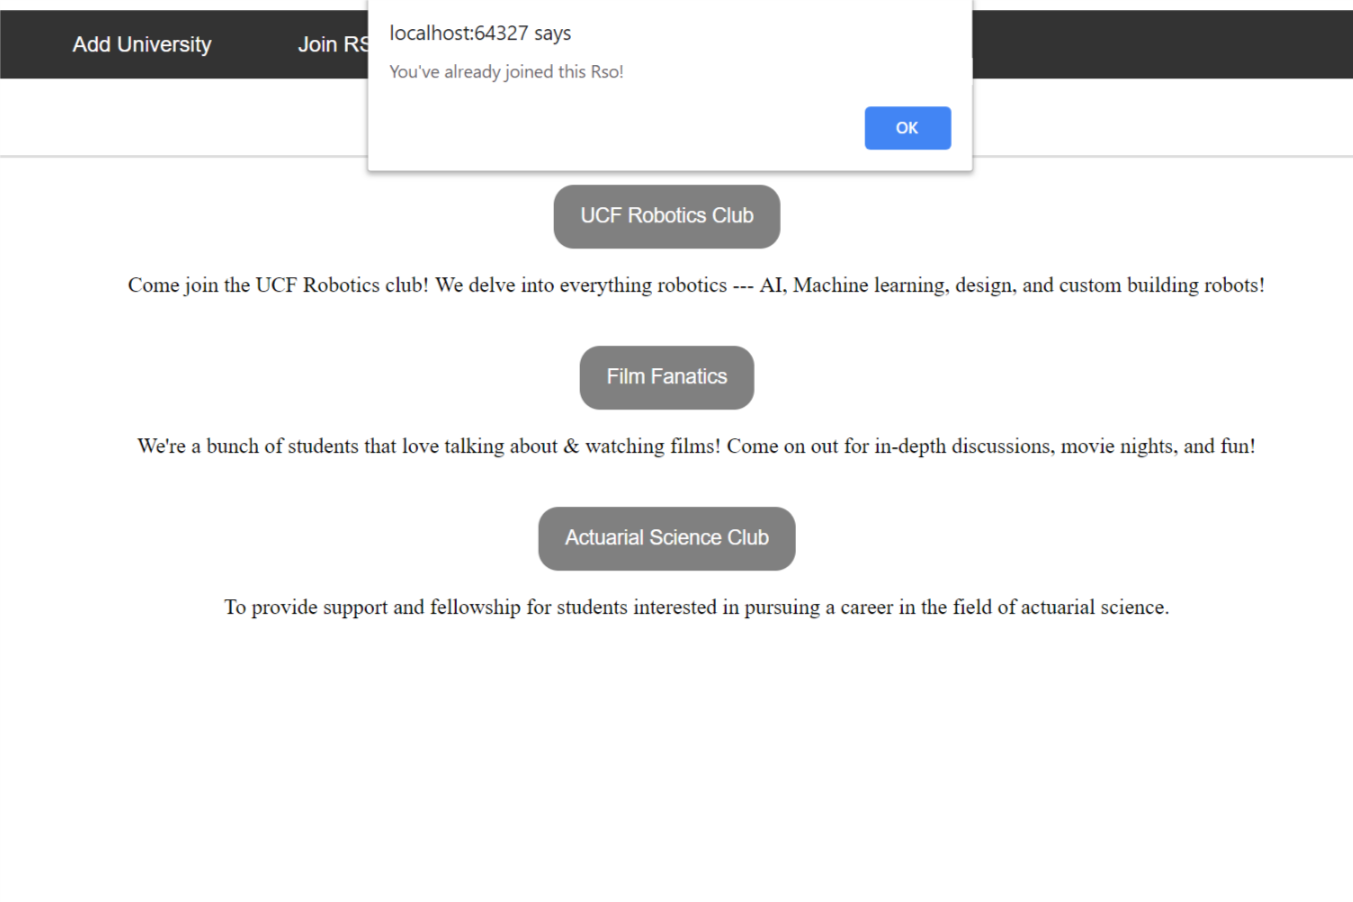 Add University
Join RS
localhost:64327 says
You've already joined this Rso!
OK
UCF Robotics Club
Come join the UCF Robotics club! We delve into everything robotics --- AI, Machine learning, design, and custom building robots!
Film Fanatics
We're a bunch of students that love talking about & watching films! Come on out for in-depth discussions, movie nights, and fun!
Actuarial Science Club
To provide support and fellowship for students interested in pursuing a career in the field of actuarial science.